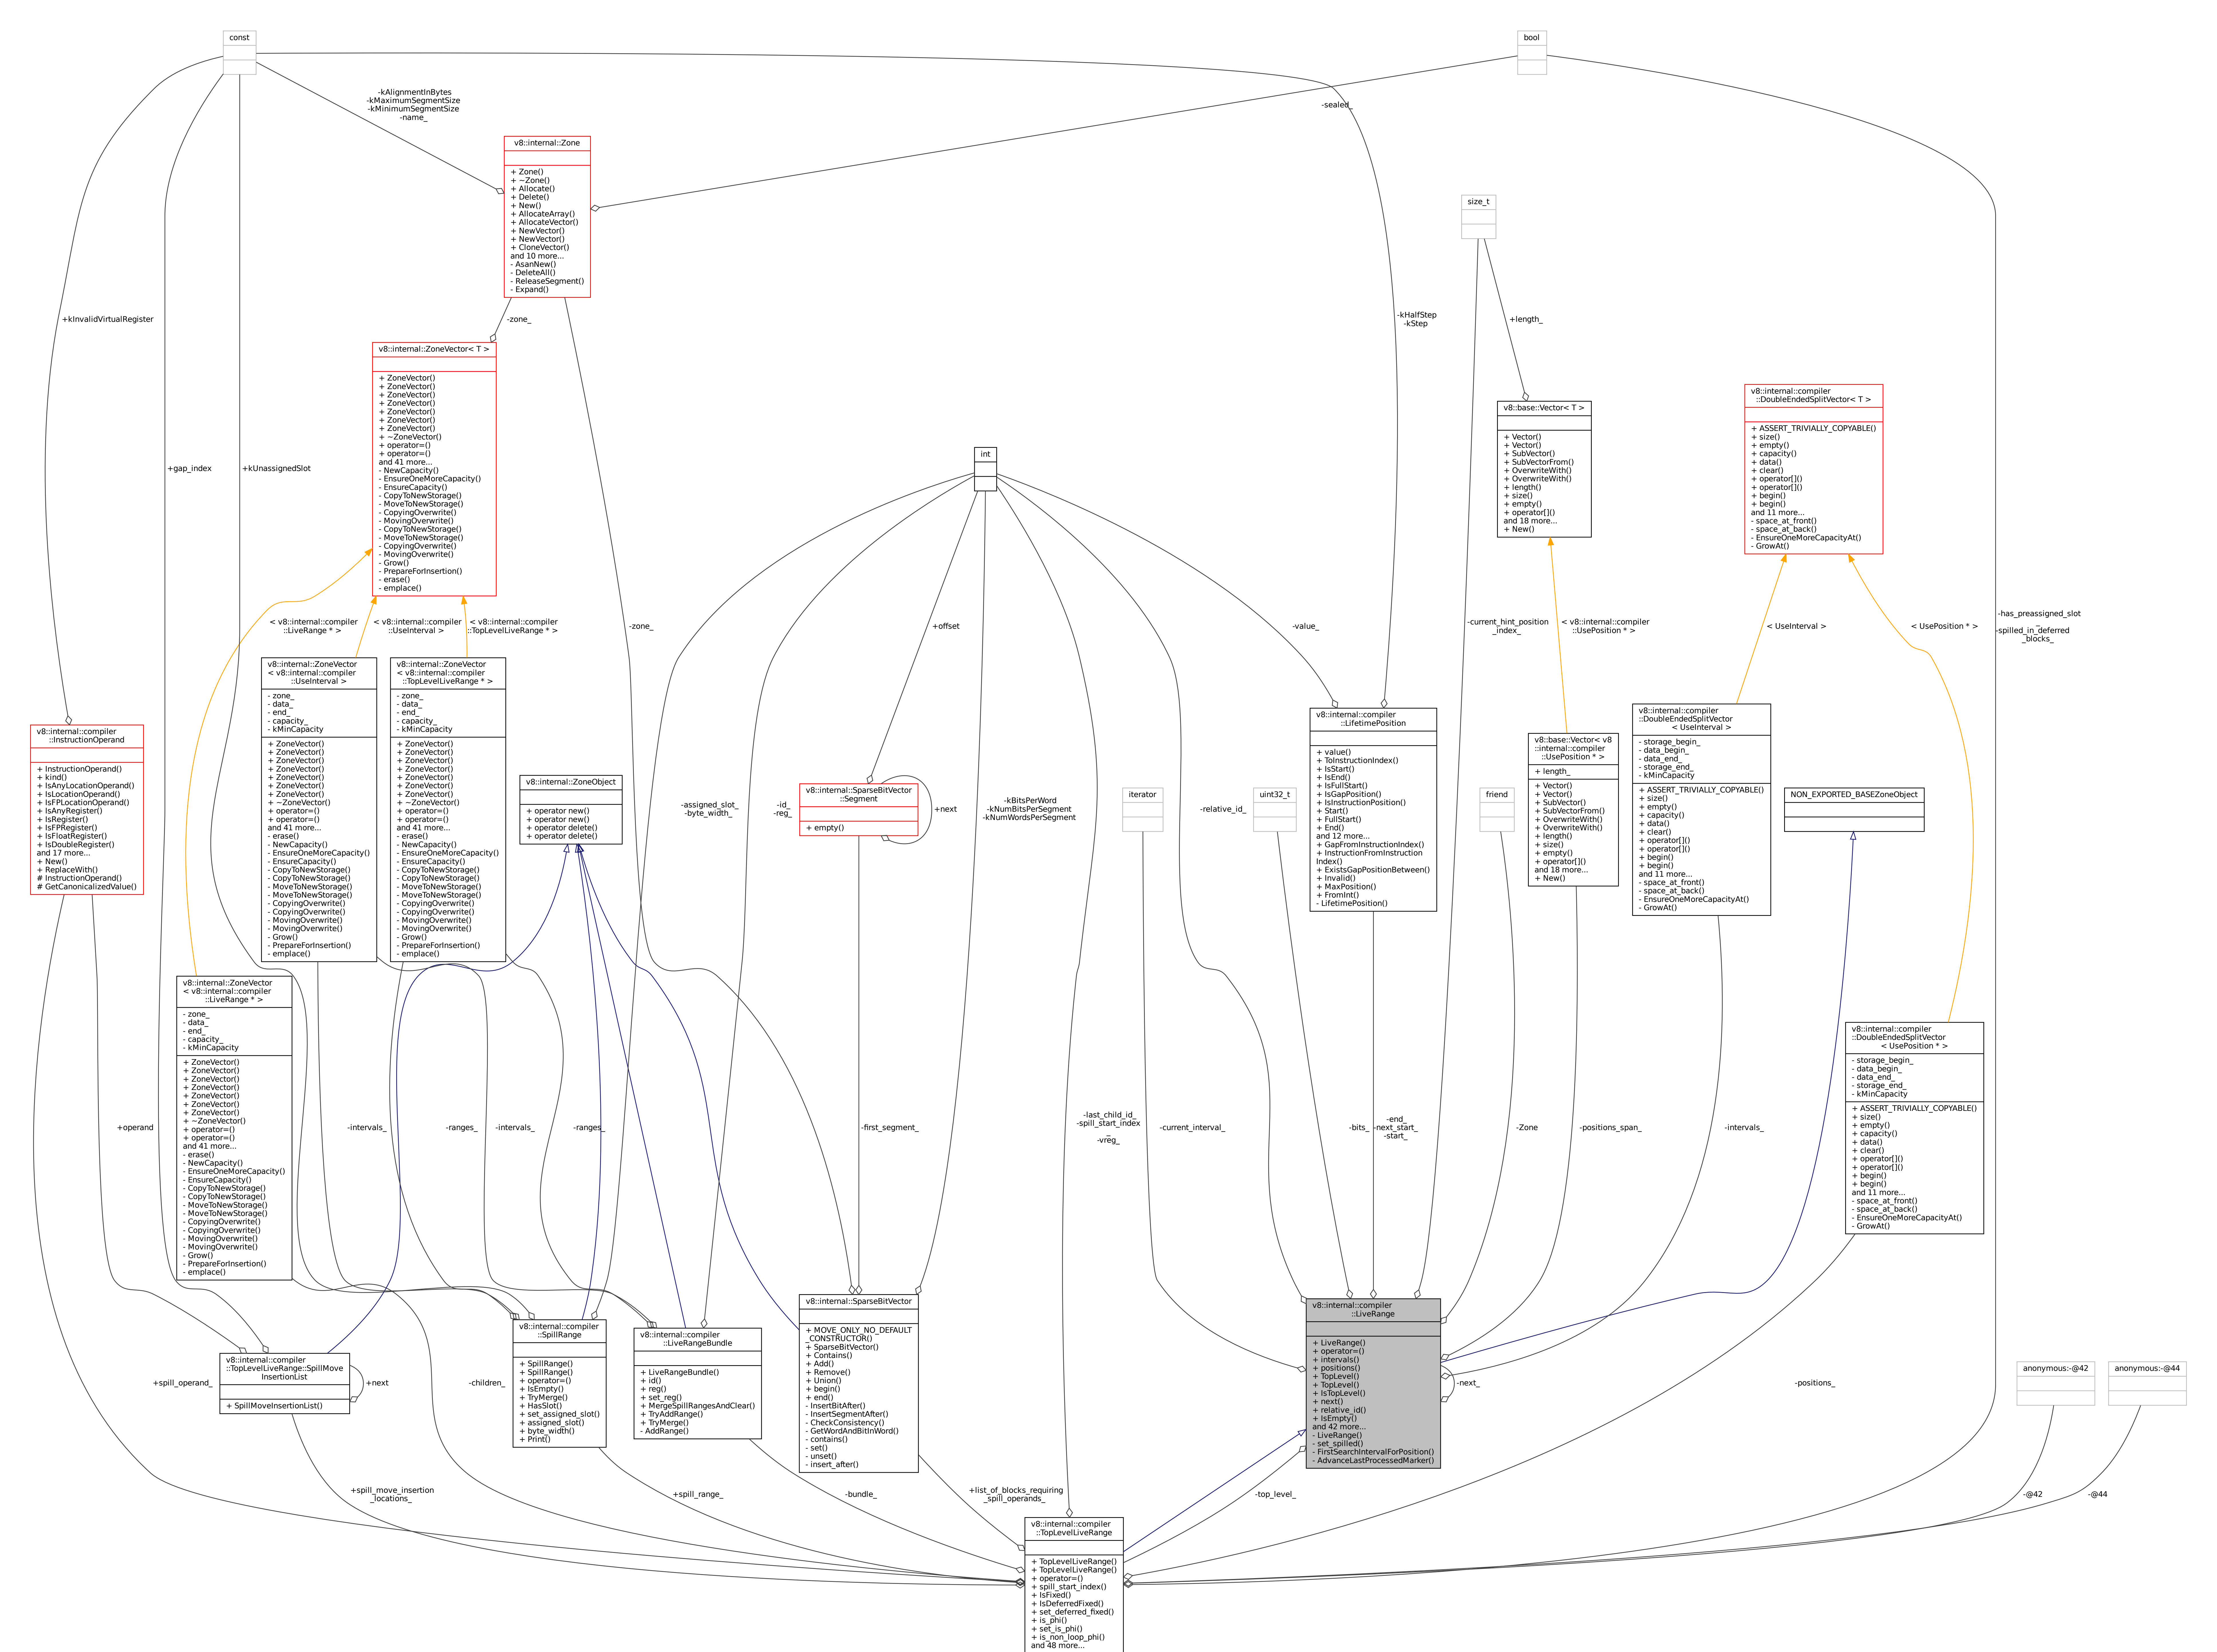 const
bool
-kAlignmentInBytes
-kMaximumSegmentSize
-kMinimumSegmentSize
-name_
-sealed_
v8::internal::Zone
+ Zone()
+ ~Zone()
+ Allocate()
+ Delete()
+ New()
+ AllocateArray()
+ AllocateVector()
+ NewVector()
+ NewVector()
+ CloneVector()
and 10 more...
- AsanNew()
- DeleteAll()
- ReleaseSegment()
- Expand()
size_t
+kInvalidVirtualRegister
-zone_
-kHalfStep
-kStep
+length_
v8::internal::ZoneVector< T >
+ ZoneVector()
+ ZoneVector()
+ ZoneVector()
+ ZoneVector()
+ ZoneVector()
+ ZoneVector()
+ ZoneVector()
+ ~ZoneVector()
+ operator=()
+ operator=()
and 41 more...
- NewCapacity()
- EnsureOneMoreCapacity()
- EnsureCapacity()
- CopyToNewStorage()
- MoveToNewStorage()
- CopyingOverwrite()
- MovingOverwrite()
- CopyToNewStorage()
- MoveToNewStorage()
- CopyingOverwrite()
- MovingOverwrite()
- Grow()
- PrepareForInsertion()
- erase()
- emplace()
v8::base::Vector< T >
+ Vector()
+ Vector()
+ SubVector()
+ SubVectorFrom()
+ OverwriteWith()
+ OverwriteWith()
+ length()
+ size()
+ empty()
+ operator[]()
and 18 more...
+ New()
v8::internal::compiler
::DoubleEndedSplitVector< T >
+ ASSERT_TRIVIALLY_COPYABLE()
+ size()
+ empty()
+ capacity()
+ data()
+ clear()
+ operator[]()
+ operator[]()
+ begin()
+ begin()
and 11 more...
- space_at_front()
- space_at_back()
- EnsureOneMoreCapacityAt()
- GrowAt()
+gap_index
+kUnassignedSlot
int
< v8::internal::compiler
::LiveRange * >
< v8::internal::compiler
::UseInterval >
< v8::internal::compiler
::TopLevelLiveRange * >
-zone_
+offset
-value_
-current_hint_position
_index_
< v8::internal::compiler
::UsePosition * >
< UseInterval >
< UsePosition * >
-has_preassigned_slot
_
-spilled_in_deferred
_blocks_
v8::internal::compiler
::InstructionOperand
+ InstructionOperand()
+ kind()
+ IsAnyLocationOperand()
+ IsLocationOperand()
+ IsFPLocationOperand()
+ IsAnyRegister()
+ IsRegister()
+ IsFPRegister()
+ IsFloatRegister()
+ IsDoubleRegister()
and 17 more...
+ New()
+ ReplaceWith()
# InstructionOperand()
# GetCanonicalizedValue()
v8::internal::ZoneVector
< v8::internal::compiler
::UseInterval >
- zone_
- data_
- end_
- capacity_
- kMinCapacity
+ ZoneVector()
+ ZoneVector()
+ ZoneVector()
+ ZoneVector()
+ ZoneVector()
+ ZoneVector()
+ ZoneVector()
+ ~ZoneVector()
+ operator=()
+ operator=()
and 41 more...
- erase()
- NewCapacity()
- EnsureOneMoreCapacity()
- EnsureCapacity()
- CopyToNewStorage()
- CopyToNewStorage()
- MoveToNewStorage()
- MoveToNewStorage()
- CopyingOverwrite()
- CopyingOverwrite()
- MovingOverwrite()
- MovingOverwrite()
- Grow()
- PrepareForInsertion()
- emplace()
v8::internal::ZoneVector
< v8::internal::compiler
::TopLevelLiveRange * >
- zone_
- data_
- end_
- capacity_
- kMinCapacity
+ ZoneVector()
+ ZoneVector()
+ ZoneVector()
+ ZoneVector()
+ ZoneVector()
+ ZoneVector()
+ ZoneVector()
+ ~ZoneVector()
+ operator=()
+ operator=()
and 41 more...
- erase()
- NewCapacity()
- EnsureOneMoreCapacity()
- EnsureCapacity()
- CopyToNewStorage()
- CopyToNewStorage()
- MoveToNewStorage()
- MoveToNewStorage()
- CopyingOverwrite()
- CopyingOverwrite()
- MovingOverwrite()
- MovingOverwrite()
- Grow()
- PrepareForInsertion()
- emplace()
v8::internal::ZoneObject
+ operator new()
+ operator new()
+ operator delete()
+ operator delete()
-assigned_slot_
-byte_width_
-id_
-reg_
v8::internal::SparseBitVector
::Segment
+ empty()
+next
-kBitsPerWord
-kNumBitsPerSegment
-kNumWordsPerSegment
iterator
-relative_id_
uint32_t
v8::internal::compiler
::LifetimePosition
+ value()
+ ToInstructionIndex()
+ IsStart()
+ IsEnd()
+ IsFullStart()
+ IsGapPosition()
+ IsInstructionPosition()
+ Start()
+ FullStart()
+ End()
and 12 more...
+ GapFromInstructionIndex()
+ InstructionFromInstruction
Index()
+ ExistsGapPositionBetween()
+ Invalid()
+ MaxPosition()
+ FromInt()
- LifetimePosition()
friend
v8::base::Vector< v8
::internal::compiler
::UsePosition * >
+ length_
+ Vector()
+ Vector()
+ SubVector()
+ SubVectorFrom()
+ OverwriteWith()
+ OverwriteWith()
+ length()
+ size()
+ empty()
+ operator[]()
and 18 more...
+ New()
v8::internal::compiler
::DoubleEndedSplitVector
< UseInterval >
- storage_begin_
- data_begin_
- data_end_
- storage_end_
- kMinCapacity
+ ASSERT_TRIVIALLY_COPYABLE()
+ size()
+ empty()
+ capacity()
+ data()
+ clear()
+ operator[]()
+ operator[]()
+ begin()
+ begin()
and 11 more...
- space_at_front()
- space_at_back()
- EnsureOneMoreCapacityAt()
- GrowAt()
NON_EXPORTED_BASEZoneObject
v8::internal::ZoneVector
< v8::internal::compiler
::LiveRange * >
- zone_
- data_
- end_
- capacity_
- kMinCapacity
+ ZoneVector()
+ ZoneVector()
+ ZoneVector()
+ ZoneVector()
+ ZoneVector()
+ ZoneVector()
+ ZoneVector()
+ ~ZoneVector()
+ operator=()
+ operator=()
and 41 more...
- erase()
- NewCapacity()
- EnsureOneMoreCapacity()
- EnsureCapacity()
- CopyToNewStorage()
- CopyToNewStorage()
- MoveToNewStorage()
- MoveToNewStorage()
- CopyingOverwrite()
- CopyingOverwrite()
- MovingOverwrite()
- MovingOverwrite()
- Grow()
- PrepareForInsertion()
- emplace()
v8::internal::compiler
::DoubleEndedSplitVector
< UsePosition * >
- storage_begin_
- data_begin_
- data_end_
- storage_end_
- kMinCapacity
+ ASSERT_TRIVIALLY_COPYABLE()
+ size()
+ empty()
+ capacity()
+ data()
+ clear()
+ operator[]()
+ operator[]()
+ begin()
+ begin()
and 11 more...
- space_at_front()
- space_at_back()
- EnsureOneMoreCapacityAt()
- GrowAt()
+operand
-intervals_
-ranges_
-intervals_
-ranges_
-first_segment_
-last_child_id_
-spill_start_index
_
-vreg_
-current_interval_
-bits_
-end_
-next_start_
-start_
-Zone
-positions_span_
-intervals_
v8::internal::compiler
::TopLevelLiveRange::SpillMove
InsertionList
+ SpillMoveInsertionList()
+next
v8::internal::compiler
::SpillRange
+ SpillRange()
+ SpillRange()
+ operator=()
+ IsEmpty()
+ TryMerge()
+ HasSlot()
+ set_assigned_slot()
+ assigned_slot()
+ byte_width()
+ Print()
v8::internal::compiler
::LiveRangeBundle
+ LiveRangeBundle()
+ id()
+ reg()
+ set_reg()
+ MergeSpillRangesAndClear()
+ TryAddRange()
+ TryMerge()
- AddRange()
v8::internal::SparseBitVector
+ MOVE_ONLY_NO_DEFAULT
_CONSTRUCTOR()
+ SparseBitVector()
+ Contains()
+ Add()
+ Remove()
+ Union()
+ begin()
+ end()
- InsertBitAfter()
- InsertSegmentAfter()
- CheckConsistency()
- GetWordAndBitInWord()
- contains()
- set()
- unset()
- insert_after()
v8::internal::compiler
::LiveRange
+ LiveRange()
+ operator=()
+ intervals()
+ positions()
+ TopLevel()
+ TopLevel()
+ IsTopLevel()
+ next()
+ relative_id()
+ IsEmpty()
and 42 more...
- LiveRange()
- set_spilled()
- FirstSearchIntervalForPosition()
- AdvanceLastProcessedMarker()
-next_
anonymous:-@42
anonymous:-@44
+spill_operand_
-children_
-positions_
+spill_move_insertion
_locations_
+spill_range_
-bundle_
+list_of_blocks_requiring
_spill_operands_
-top_level_
-@42
-@44
v8::internal::compiler
::TopLevelLiveRange
+ TopLevelLiveRange()
+ TopLevelLiveRange()
+ operator=()
+ spill_start_index()
+ IsFixed()
+ IsDeferredFixed()
+ set_deferred_fixed()
+ is_phi()
+ set_is_phi()
+ is_non_loop_phi()
and 48 more...